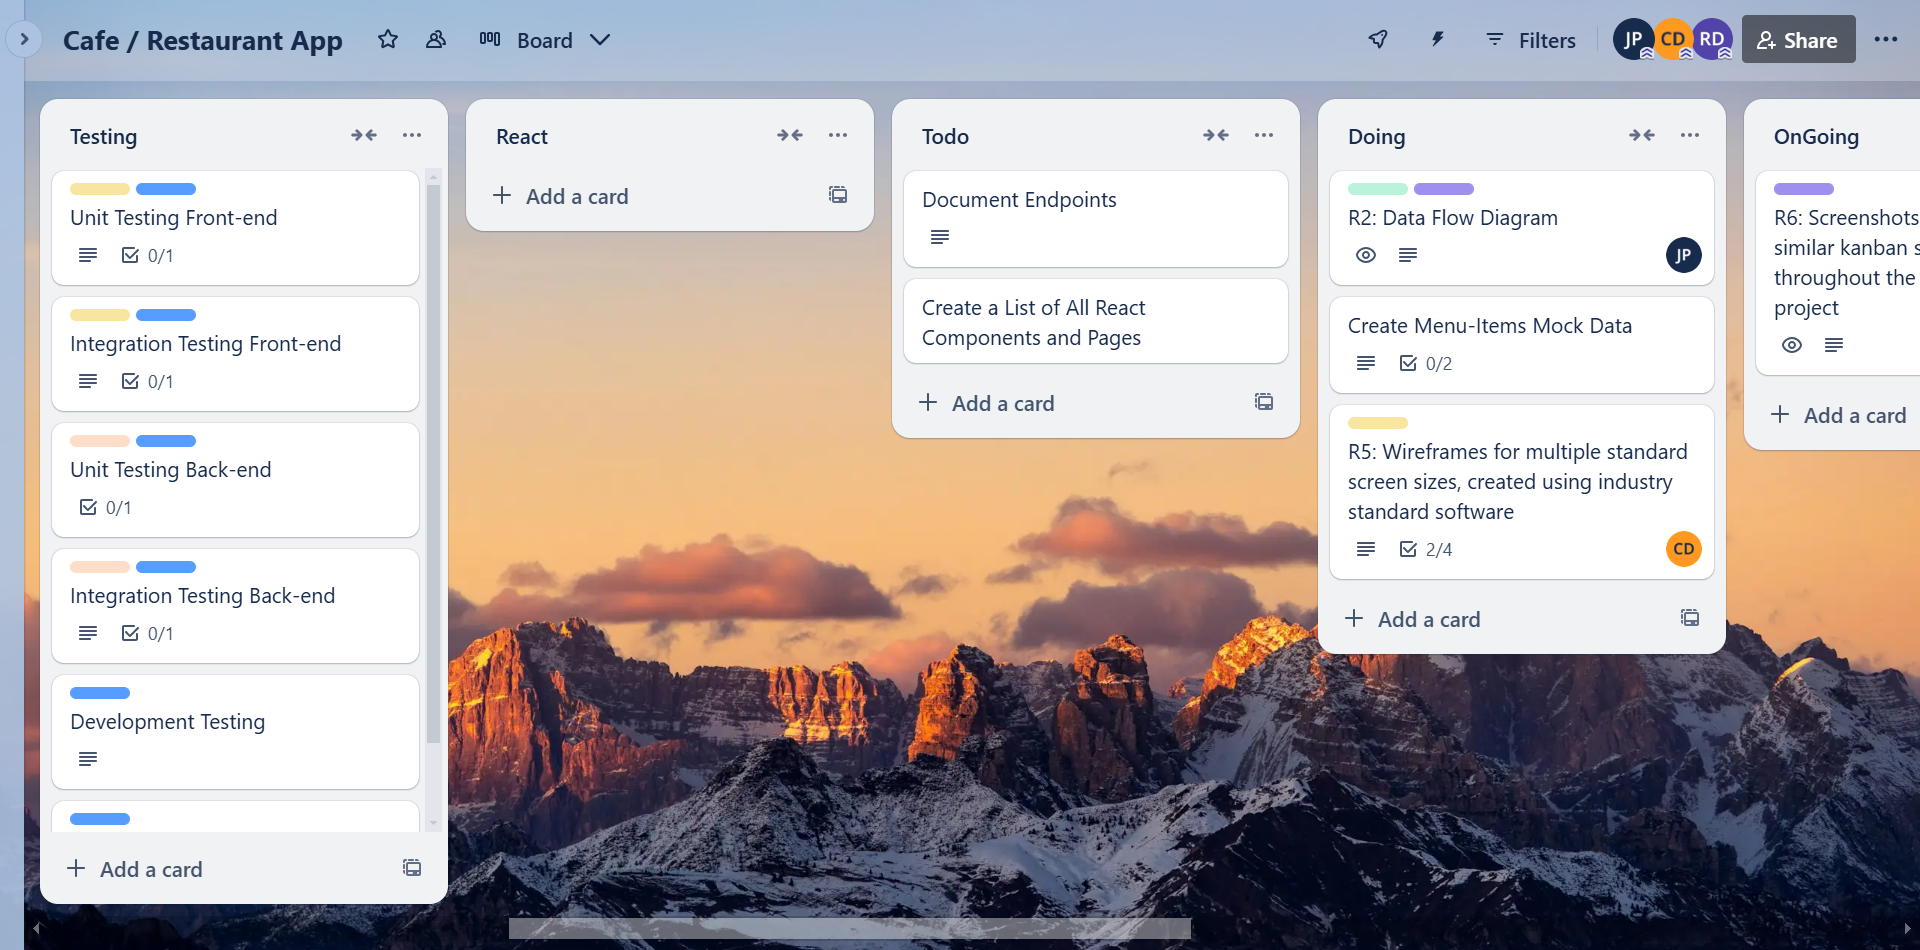 Cafe / Restaurant App
Board
Filters
JP
CD
RD
Share
Testing
Unit Testing Front-end
0/1
Integration Testing Front-end
0/1
Unit Testing Back-end
0/1
Integration Testing Back-end
0/1
Development Testing
Add a card
React
Add a card
Todo
Document Endpoints
Create a List of All React
Components and Pages
Add a card
Doing
R2: Data Flow Diagram
JP
Create Menu-Items Mock Data
0/2
R5: Wireframes for multiple standard
screen sizes, created using industry
standard software
2/4
CD
Add a card
OnGoing
R6: Screenshots
similar kanban s
throughout the
project
Add a card